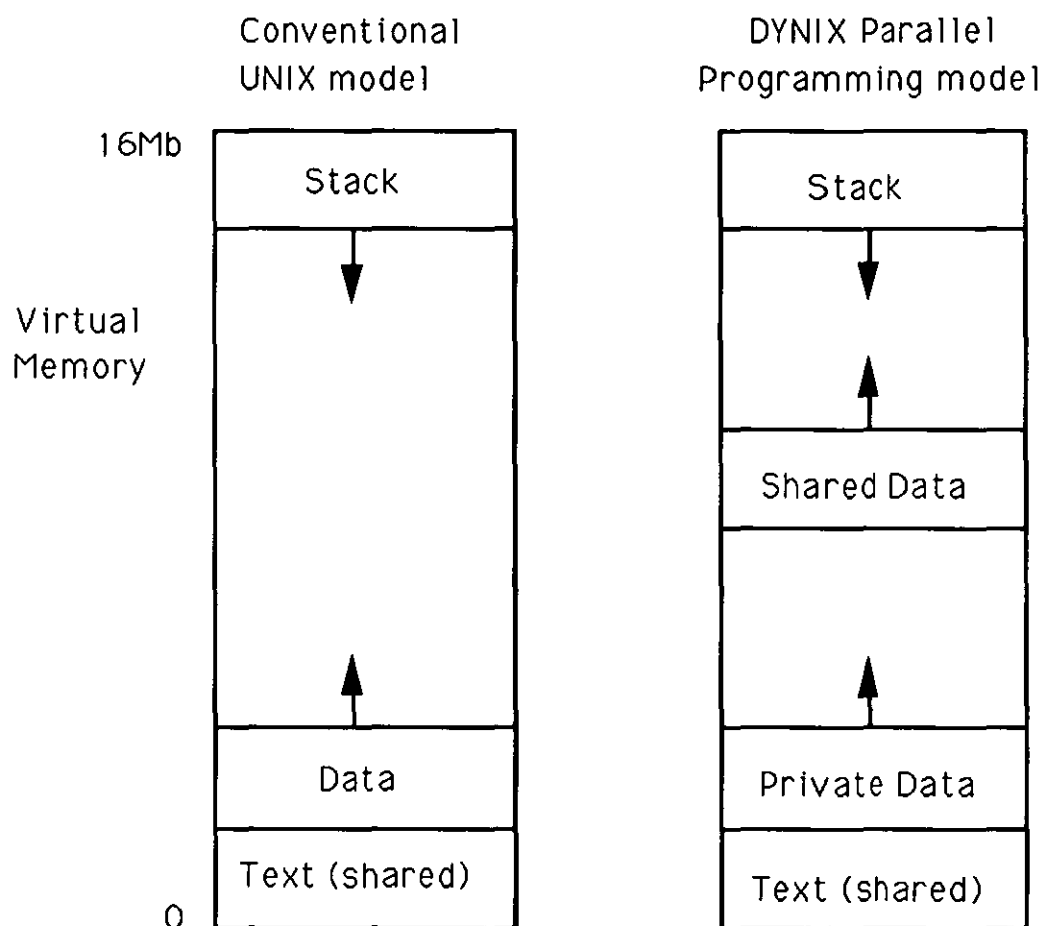 Conventional
UNIX model
DYNIX Parallel
Programming model
16Mb
Stack
Stack
Virtual
Memory
Shared Data
Data
Private Data
Text (shared)
Text (shared)
0